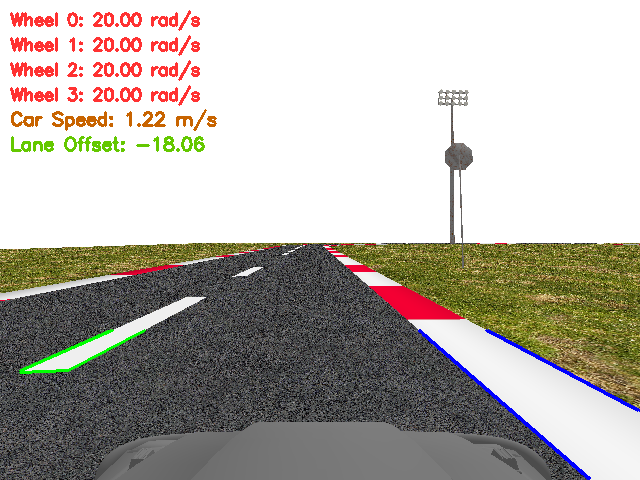 Wheel 0: 20.00 rad/s
Wheel 1: 20.00 rad/s
Wheel 2: 20.00 rad/s
Wheel 3: 20.00 rad/s
Car Speed: 1.22 m/s
Lane Offset: -18.06